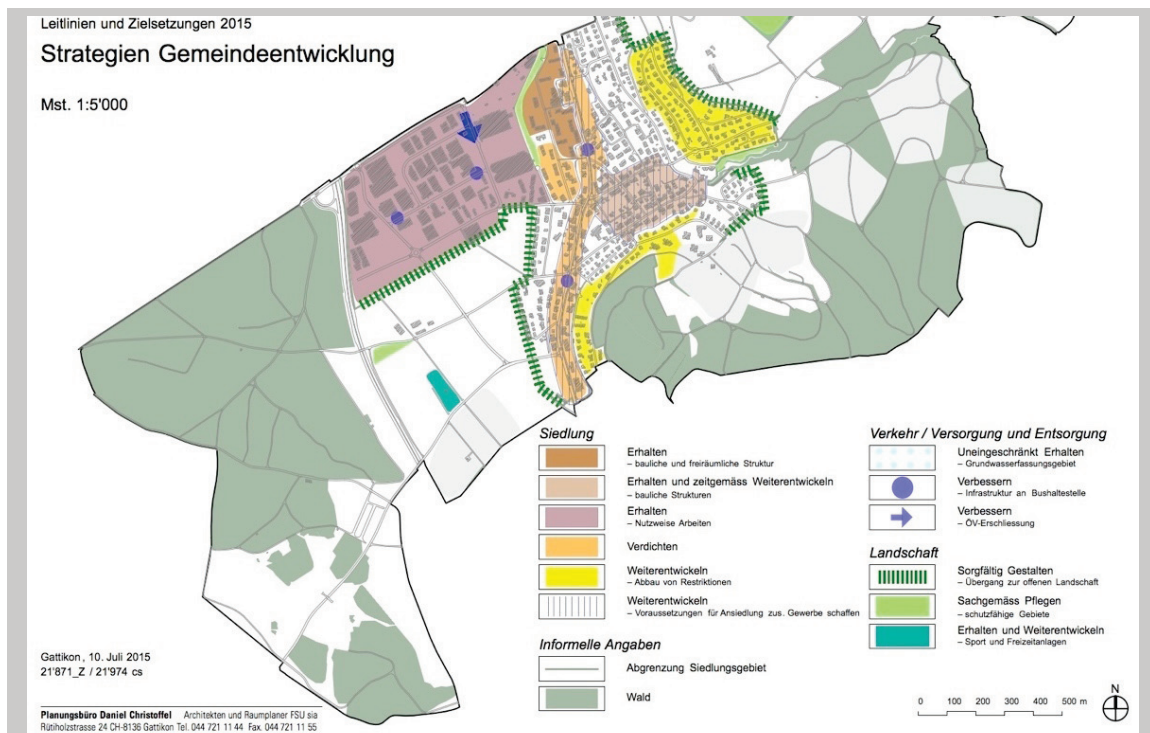 Leitlinien und Zielsetzungen 2015
Strategien Gemeindeentwicklung
Mst. 1:5'000
Siedlung
Erhalten
– bauliche und freiräumliche Struktur
Erhalten und zeitgemäss Weiterentwickeln
– bauliche Strukturen
Erhalten
– Nutzweise Arbeiten
Verdichten
Weiterentwickeln
– Abbau von Restriktionen
Weiterentwickeln
– Voraussetzungen für Ansiedlung zus. Gewerbe schaffen
Informelle Angaben
Abgrenzung Siedlungsgebiet
Wald
Verkehr / Versorgung und Entsorgung
Uneingeschränkt Erhalten
– Grundwasserfassungsgebiet
Verbessern
– Infrastruktur an Bushaltestelle
Verbessern
– ÖV-Erschliessung
Landschaft
Sorgfältig Gestalten
– Übergang zur offenen Landschaft
Sachgemäss Pflegen
– schutzfähige Gebiete
Erhalten und Weiterentwickeln
– Sport und Freizeitanlagen
Gattikon, 10. Juli 2015
21'871_Z / 21'974 cs
Planungsbüro Daniel Christoffel Architekten und Raumplaner FSU sia
Rütiholzstrasse 24 CH-8136 Gattikon Tel. 044 721 11 44 Fax. 044 721 11 55
0 100 200 300 400 500 m
N